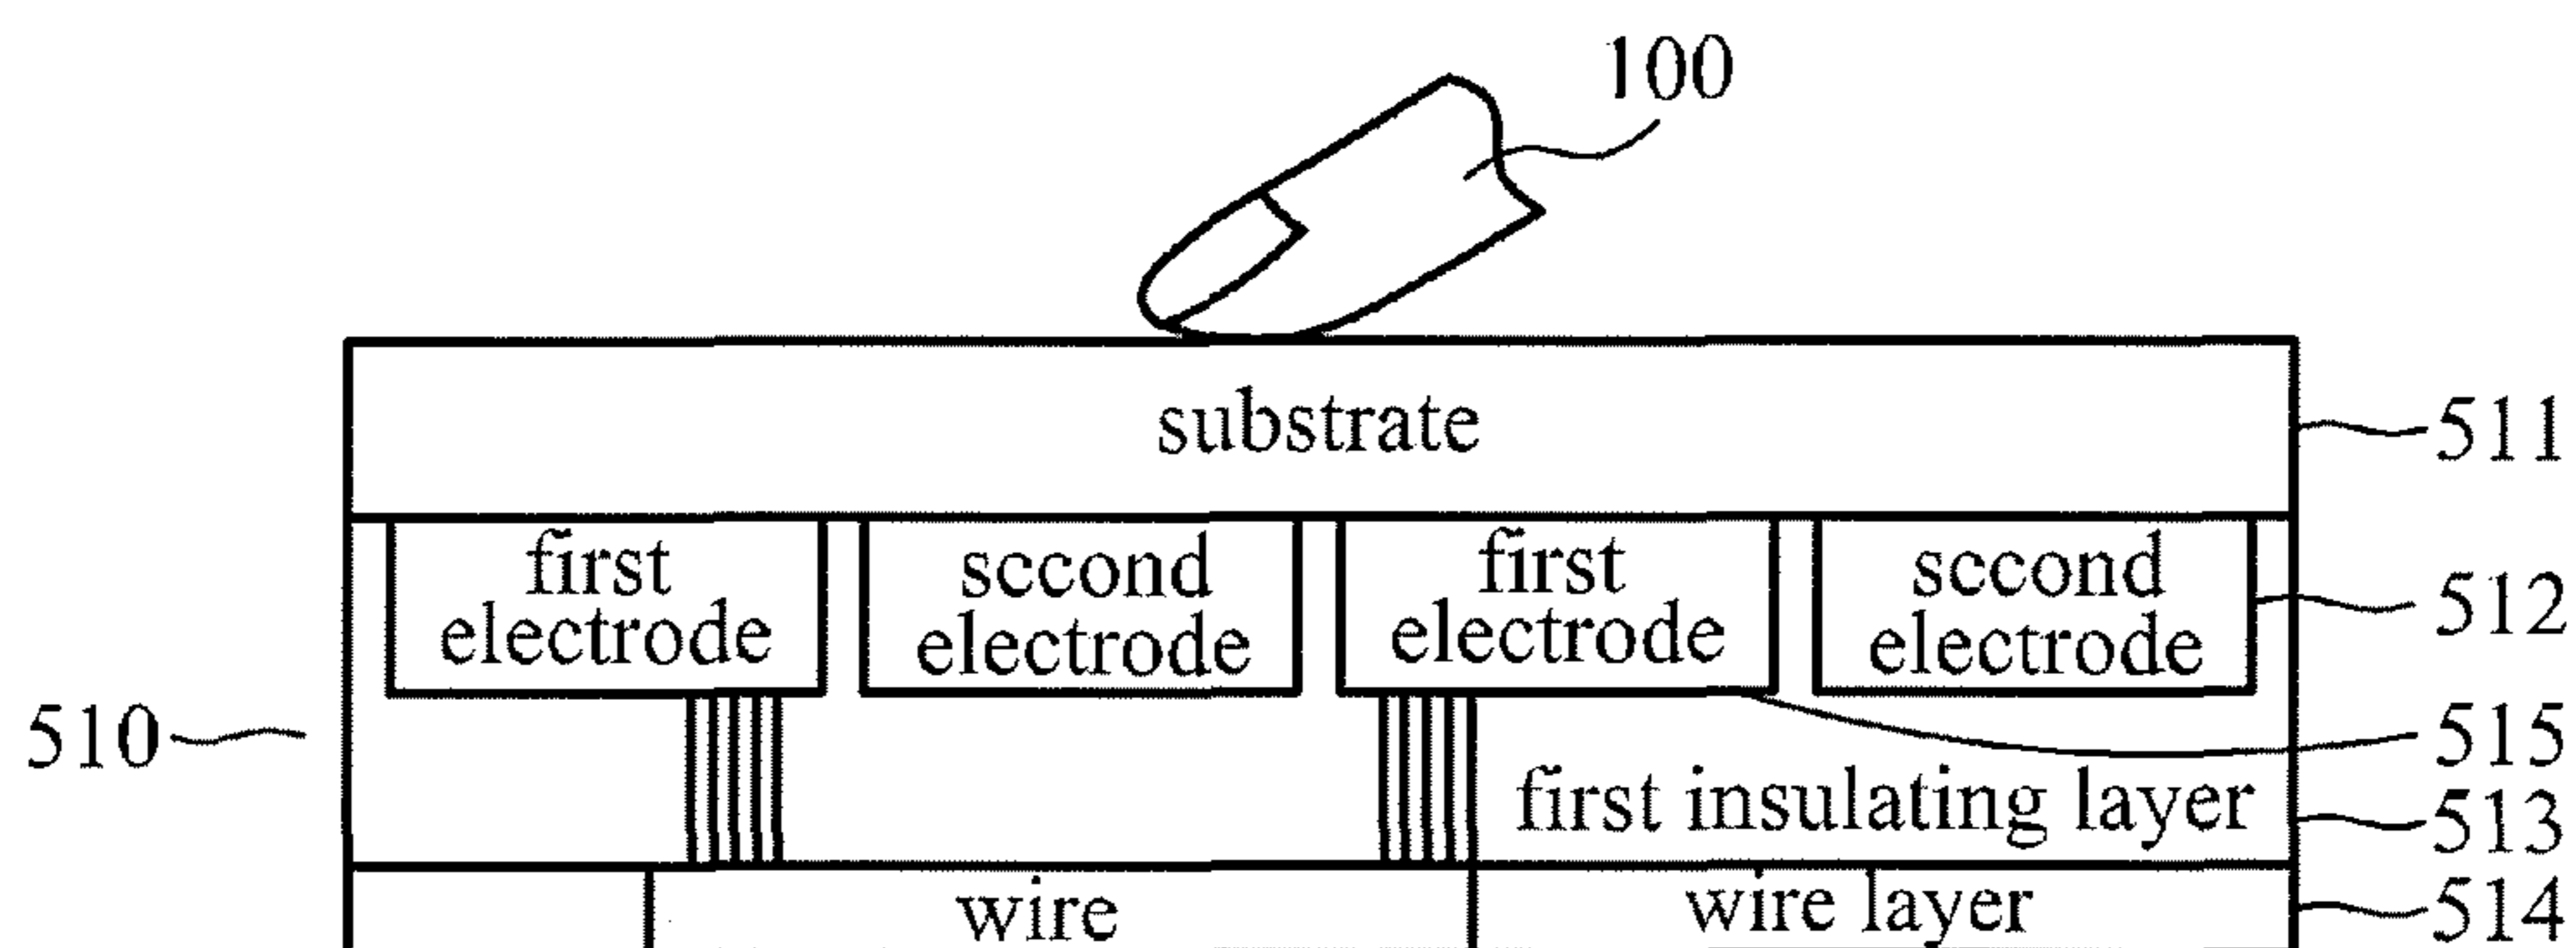 100
substrate
511
first
electrode
sccond
electrode
first
electrode
sccond
electrode
512
510
515
first insulating layer
513
wire
wire layer
514